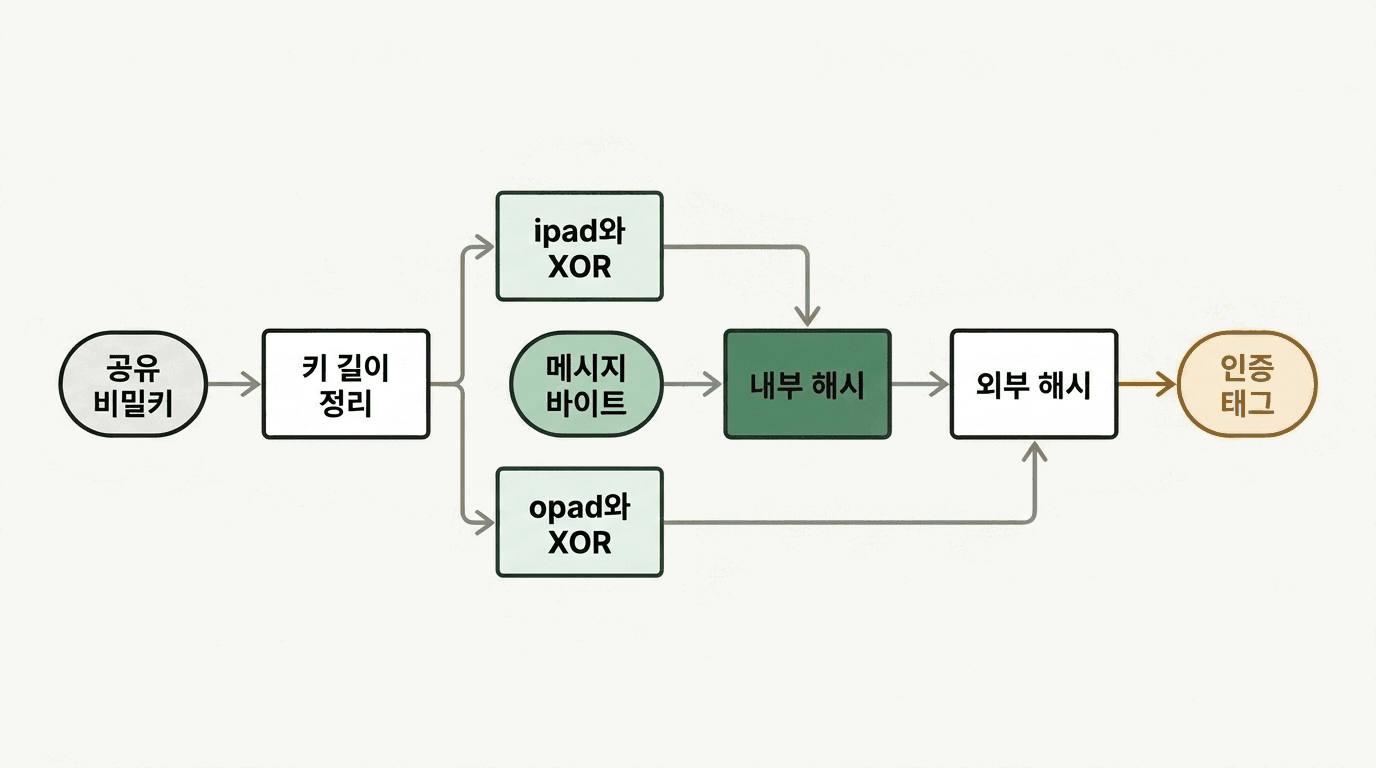 공유
비밀키
키 길이
정리
ipad와
XOR
메시지
바이트
opad와
XOR
내부 해시
외부 해시
인증
태그